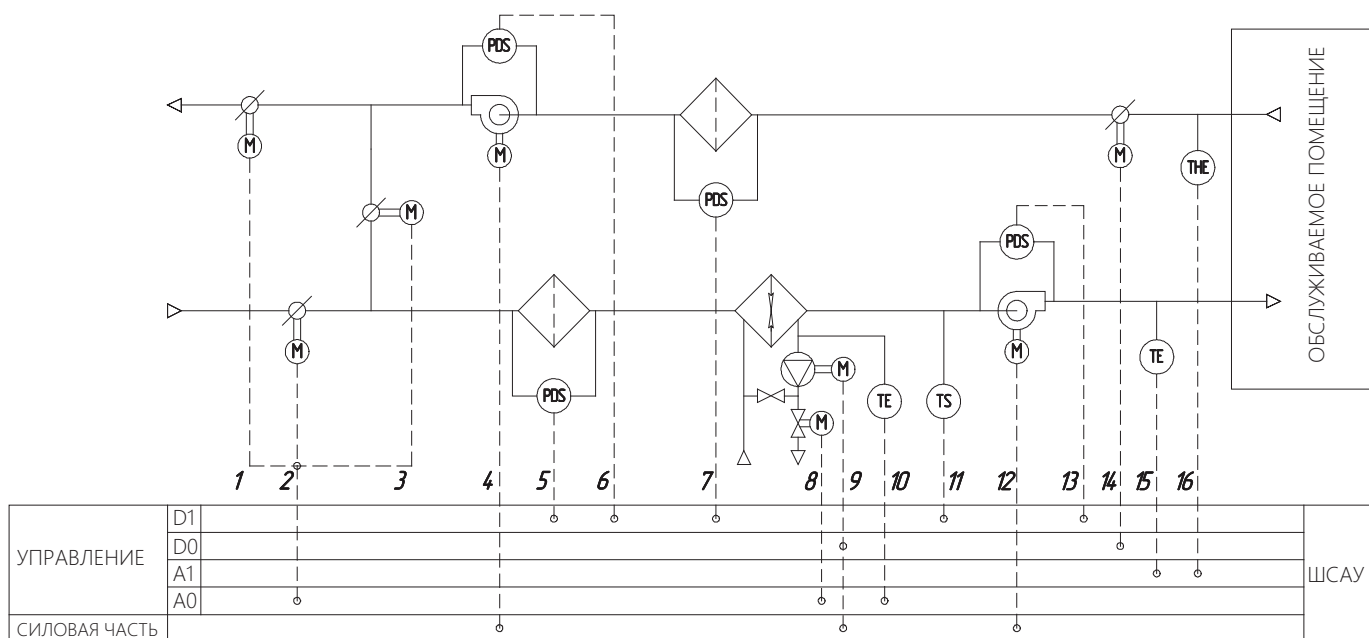 PDS
M
M
THE
ОБСЛУЖИВАЕМОЕ ПОМЕЩЕНИЕ
M
PDS
M
PDS
M
M
TE
PDS
M
TE
TS
M
1 2 3 4 5 6 7 8 9 10 11 12 13 14 15 16
УПРАВЛЕНИЕ
D1
D0
A1
A0
ШСАУ
СИЛОВАЯ ЧАСТЬ